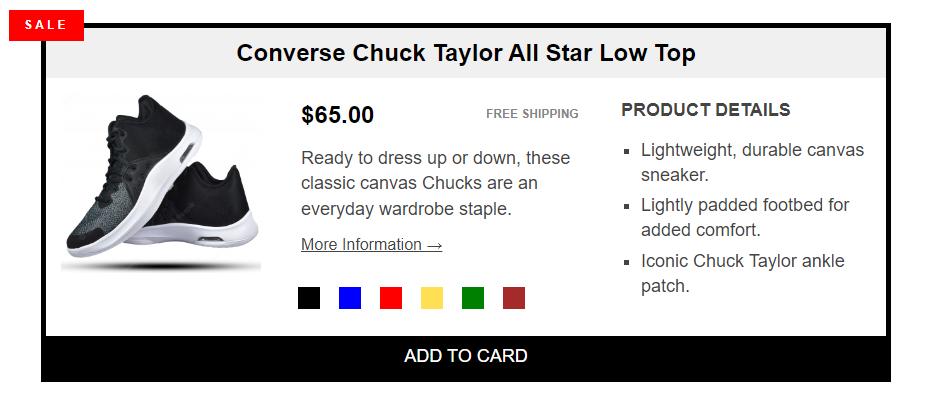 SALE
Converse Chuck Taylor All Star Low Top
$65.00
FREE SHIPPING
Ready to dress up or down, these
classic canvas Chucks are an
everyday wardrobe staple.
More Information →
PRODUCT DETAILS
▪ Lightweight, durable canvas
sneaker.
▪ Lightly padded footbed for
added comfort.
▪ Iconic Chuck Taylor ankle
patch.
ADD TO CARD